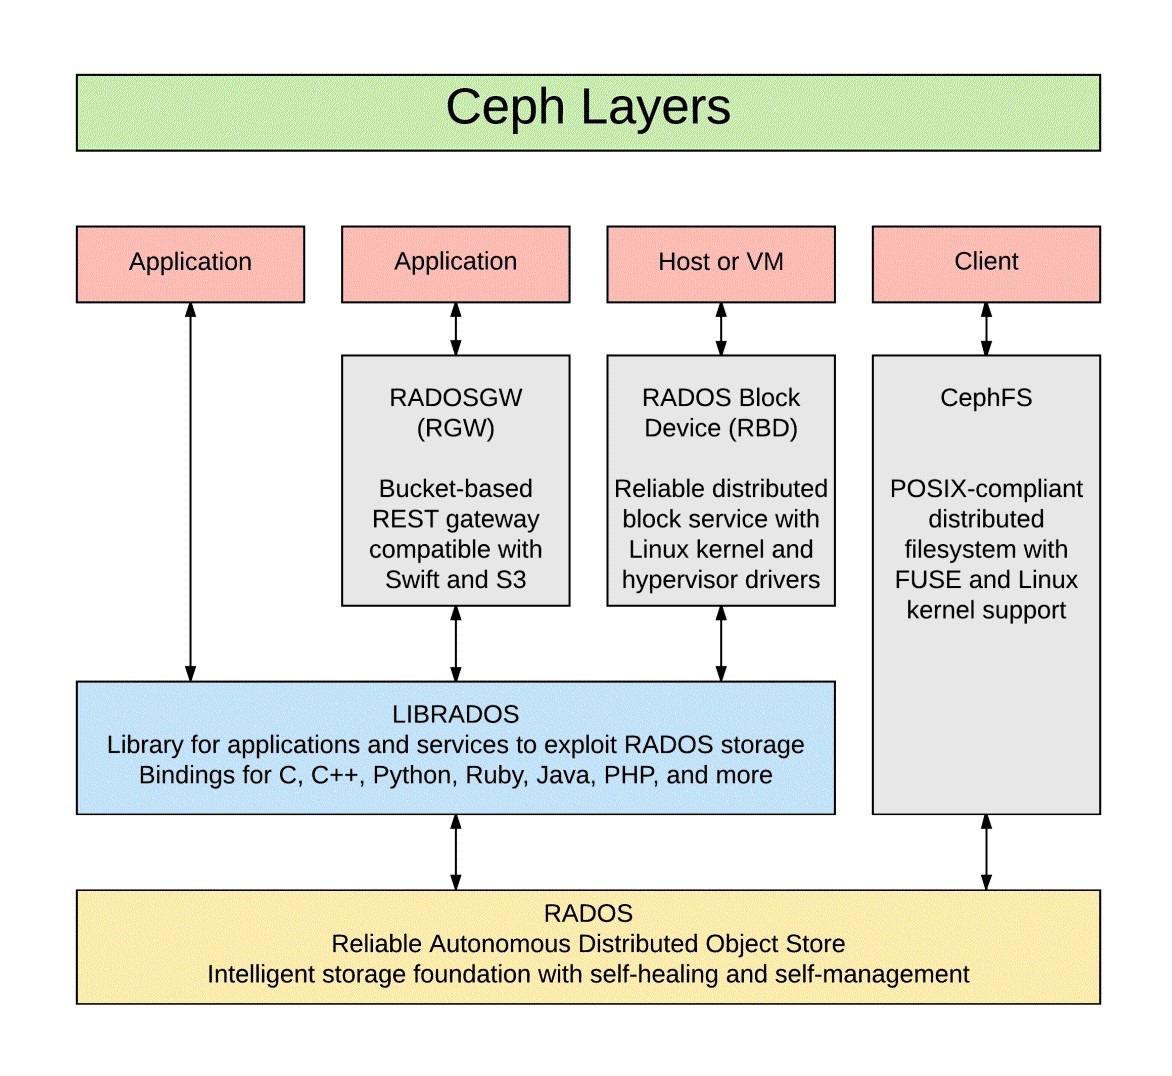 Ceph Layers
Application
Application
Host or VM
Client
RADOSGW
(RGW)
Bucket-based
REST gateway
compatible with
Swift and S3
RADOS Block
Device (RBD)
Reliable distributed
block service with
Linux kernel and
hypervisor drivers
CephFS
POSIX-compliant
distributed
filesystem with
FUSE and Linux
kernel support
LIBRADOS
Library for applications and services to exploit RADOS storage
Bindings for C, C++, Python, Ruby, Java, PHP, and more
RADOS
Reliable Autonomous Distributed Object Store
Intelligent storage foundation with self-healing and self-management